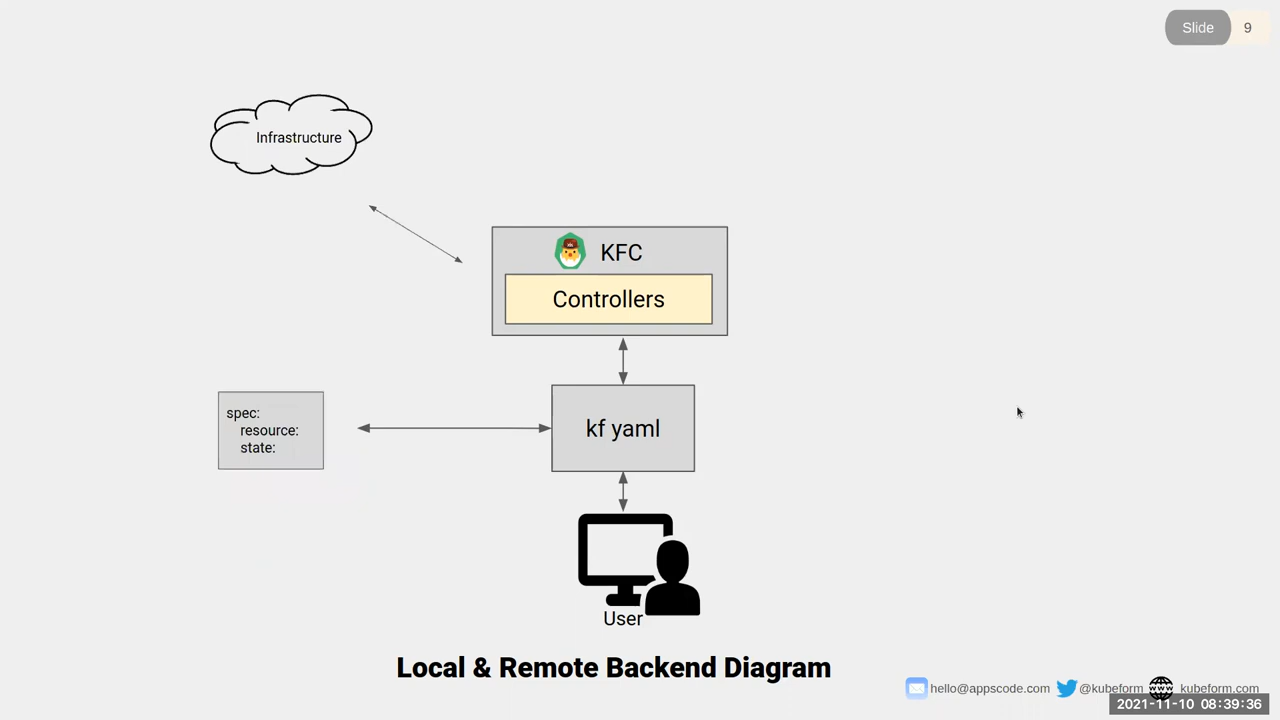 Slide 9
Infrastructure
KFC
Controllers
spec:
resource:
state:
kf yaml
User
Local & Remote Backend Diagram
hello@appscode.com @kubeform kubeform.com
2021-11-10 08:39:36